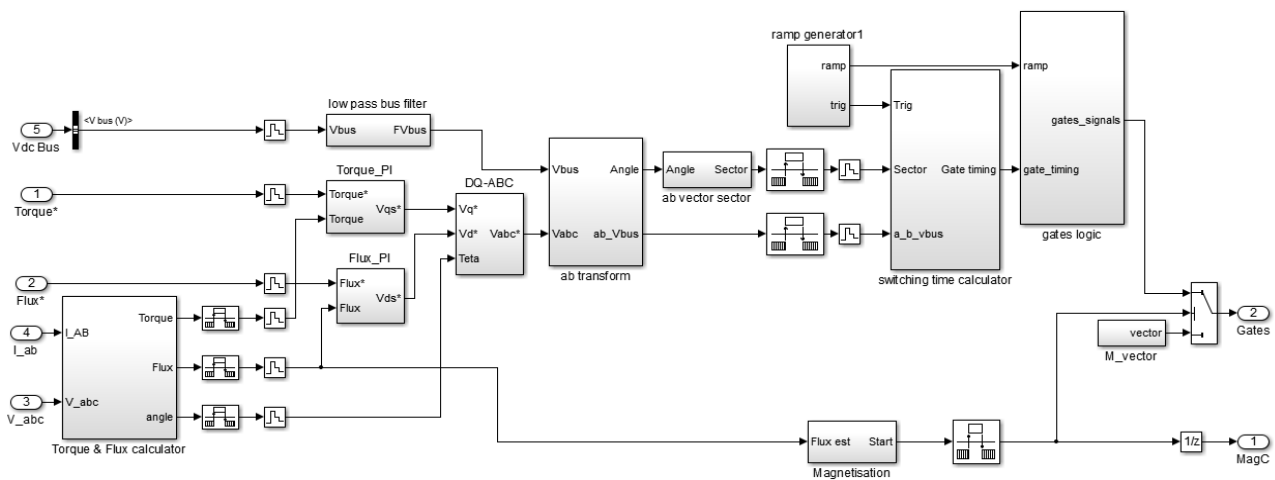 ramp generator1
ramp
trig
ramp
gates_signals
gate_timing
gates logic
<V bus (V)>
5
Vdc Bus
low pass bus filter
Vbus
FVbus
Trig
Sector
Gate timing
a_b_vbus
switching time calculator
Vbus
Angle
Vabc
ab_Vbus
ab transform
Angle
Sector
ab vector sector
1
Torque*
Torque_PI
Torque*
Torque
Vqs*
DQ-ABC
Vq*
Vd*
Vabc*
Teta
2
Flux*
Flux_PI
Flux*
Flux
Vds*
4
I_ab
3
V_abc
I_AB
V_abc
Torque
Flux
angle
Torque & Flux calculator
vector
M_vector
2
Gates
Flux est
Start
Magnetisation
1/z
1
MagC